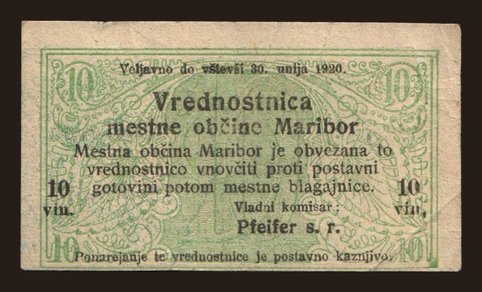 10 10
Veljavno do vštevši 30. junija 1920.
Vrednostnica
mestne občine Maribor
Mestna občina Maribor je obvezana to
vrednostnico vnovčiti proti postavni
gotovini potom mestne blagajnice.
10 10
vin. vin.
Vladni komisar:
Pfeifer s. r.
10 10
Ponarejanje te vrednostnice je postavno kaznjivo.